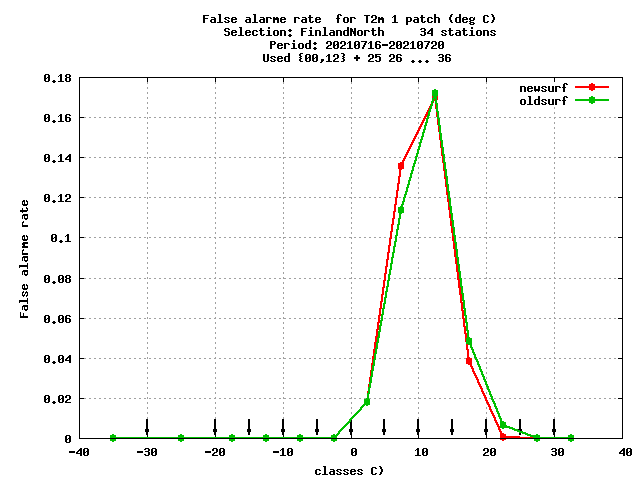 False alarme rate  for T2m 1 patch (deg C)
Selection: FinlandNorth     34 stations
Period: 20210716-20210720
Used {00,12} + 25 26 ... 36
newsurf
oldsurf
0.18
0.16
0.14
0.12
0.1
0.08
0.06
0.04
0.02
0
False alarme rate
-40 -30 -20 -10 0 10 20 30 40
classes C)